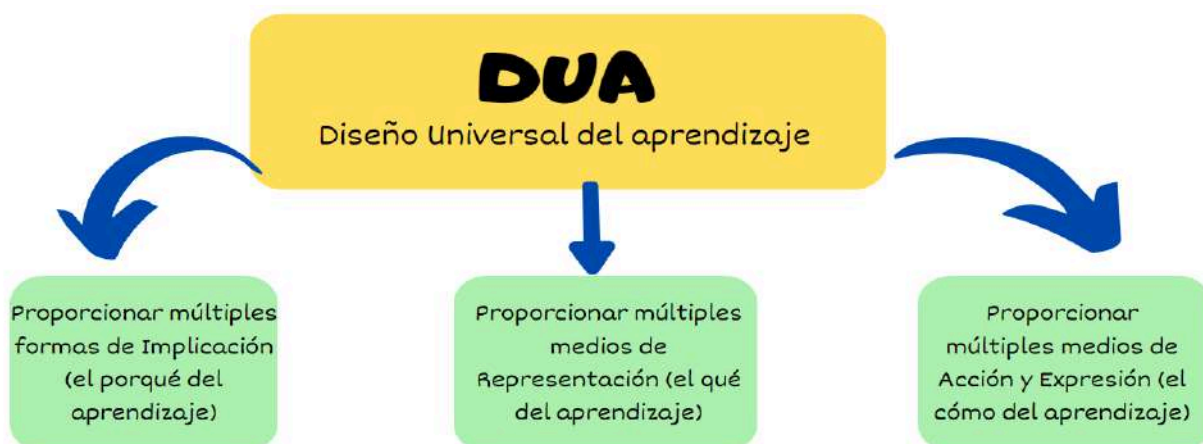 DUA
Diseño Universal del aprendizaje
Proporcionar múltiples
formas de Implicación
(el porqué del
aprendizaje)
Proporcionar múltiples
medios de
Representación (el qué
del aprendizaje)
Proporcionar
múltiples medios de
Acción y Expresión (el
cómo del aprendizaje)